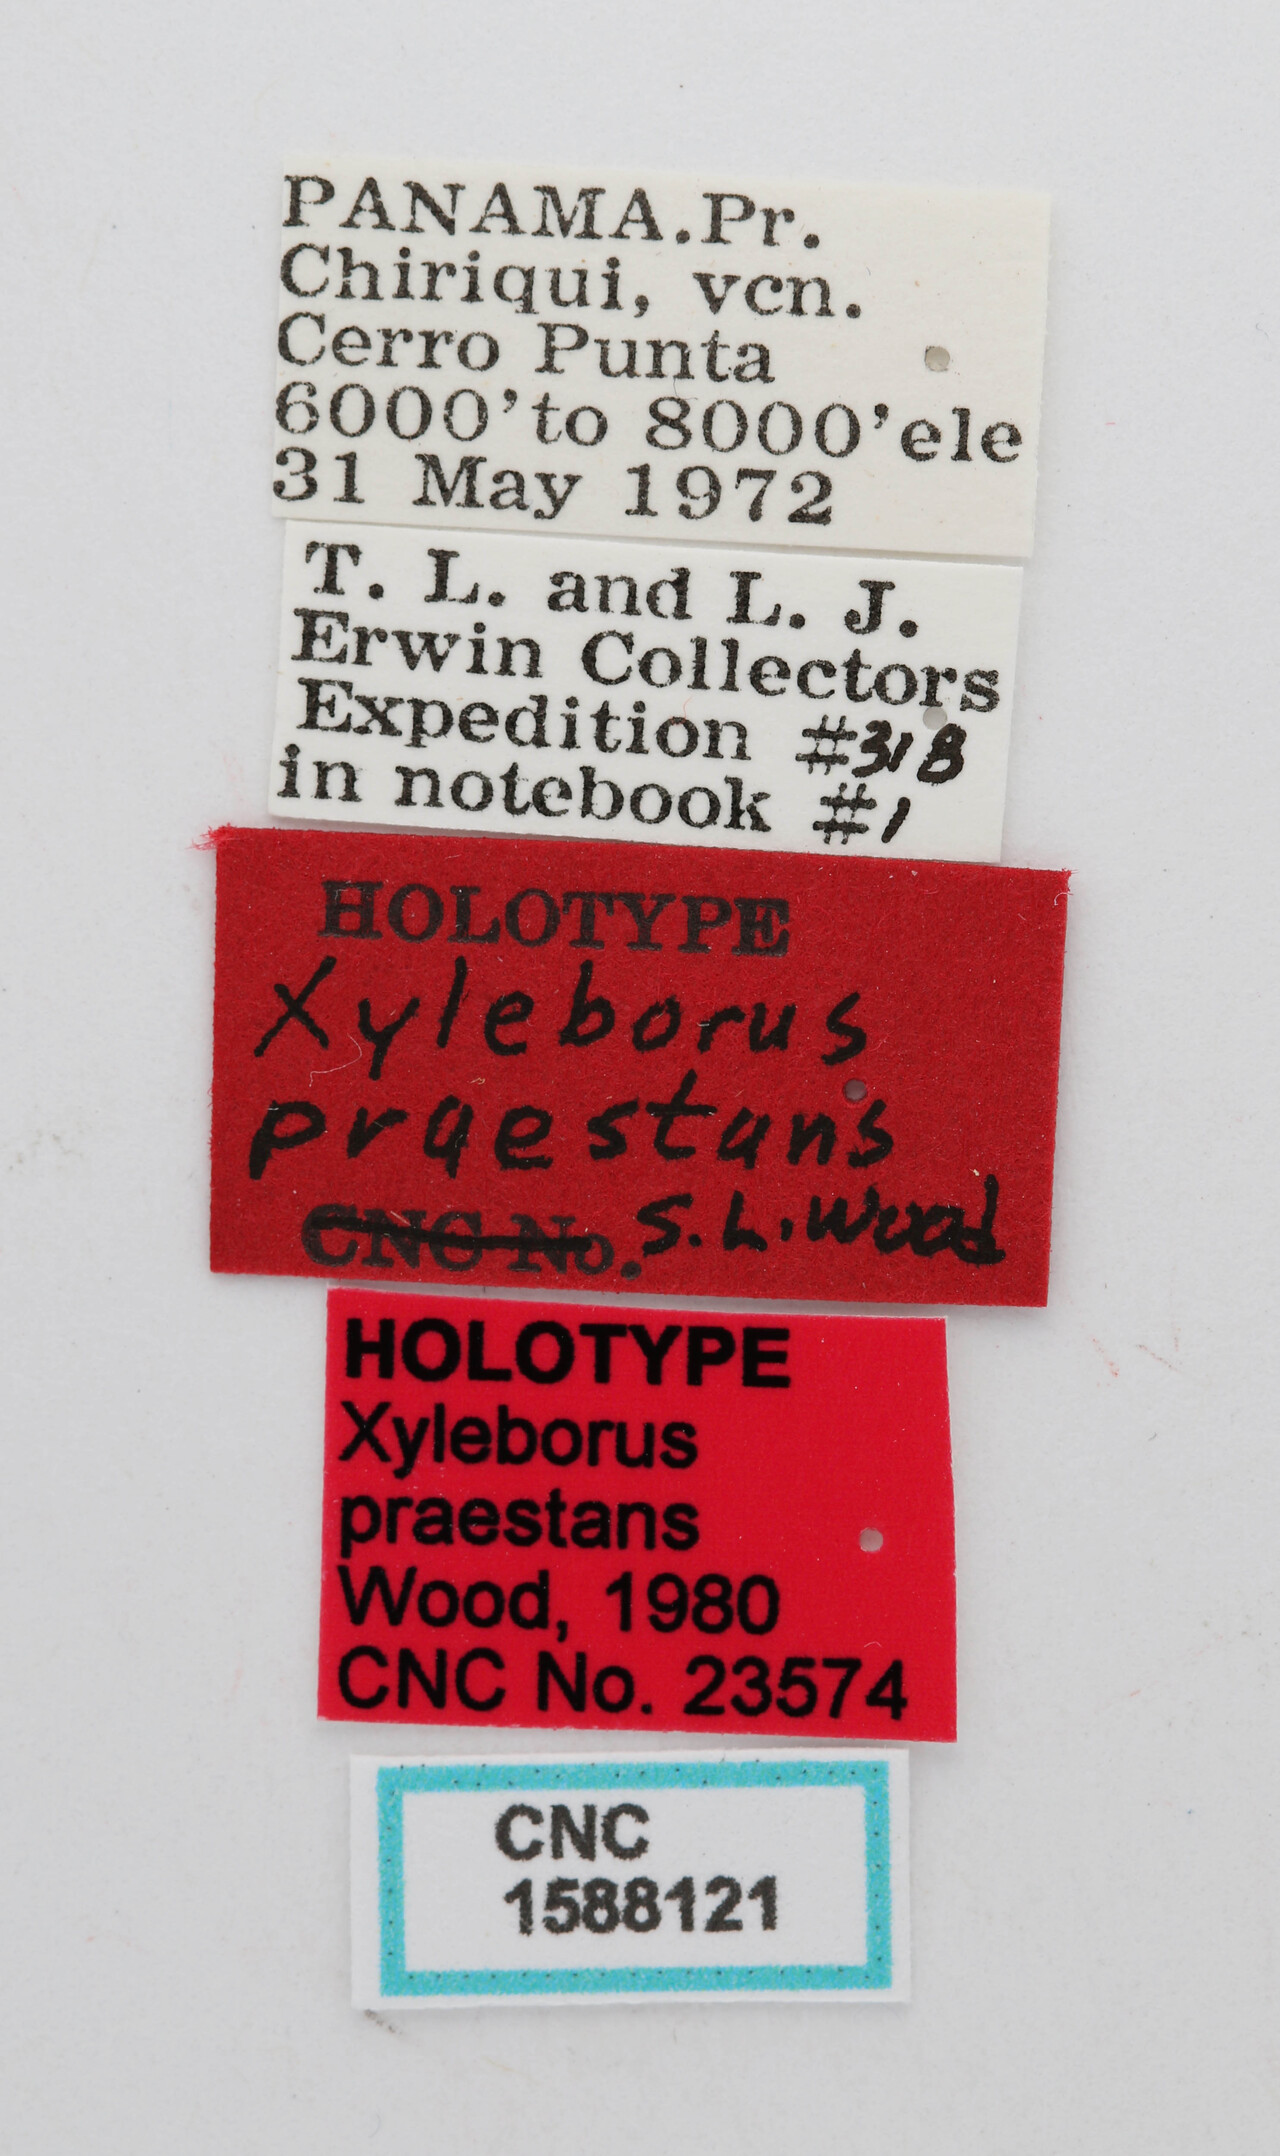 PANAMA.Pr.
Chiriqui, vcn.
Cerro Punta
6000'to 8000'ele
31 May 1972
T. L. and L. J.
Erwin Collectors
Expedition #31B
in notebook #1
HOLOTYPE
Xyleborus
praestans
CNC No. S.L.Wood
HOLOTYPE
Xyleborus
praestans
Wood, 1980
CNC No. 23574
CNC
1588121